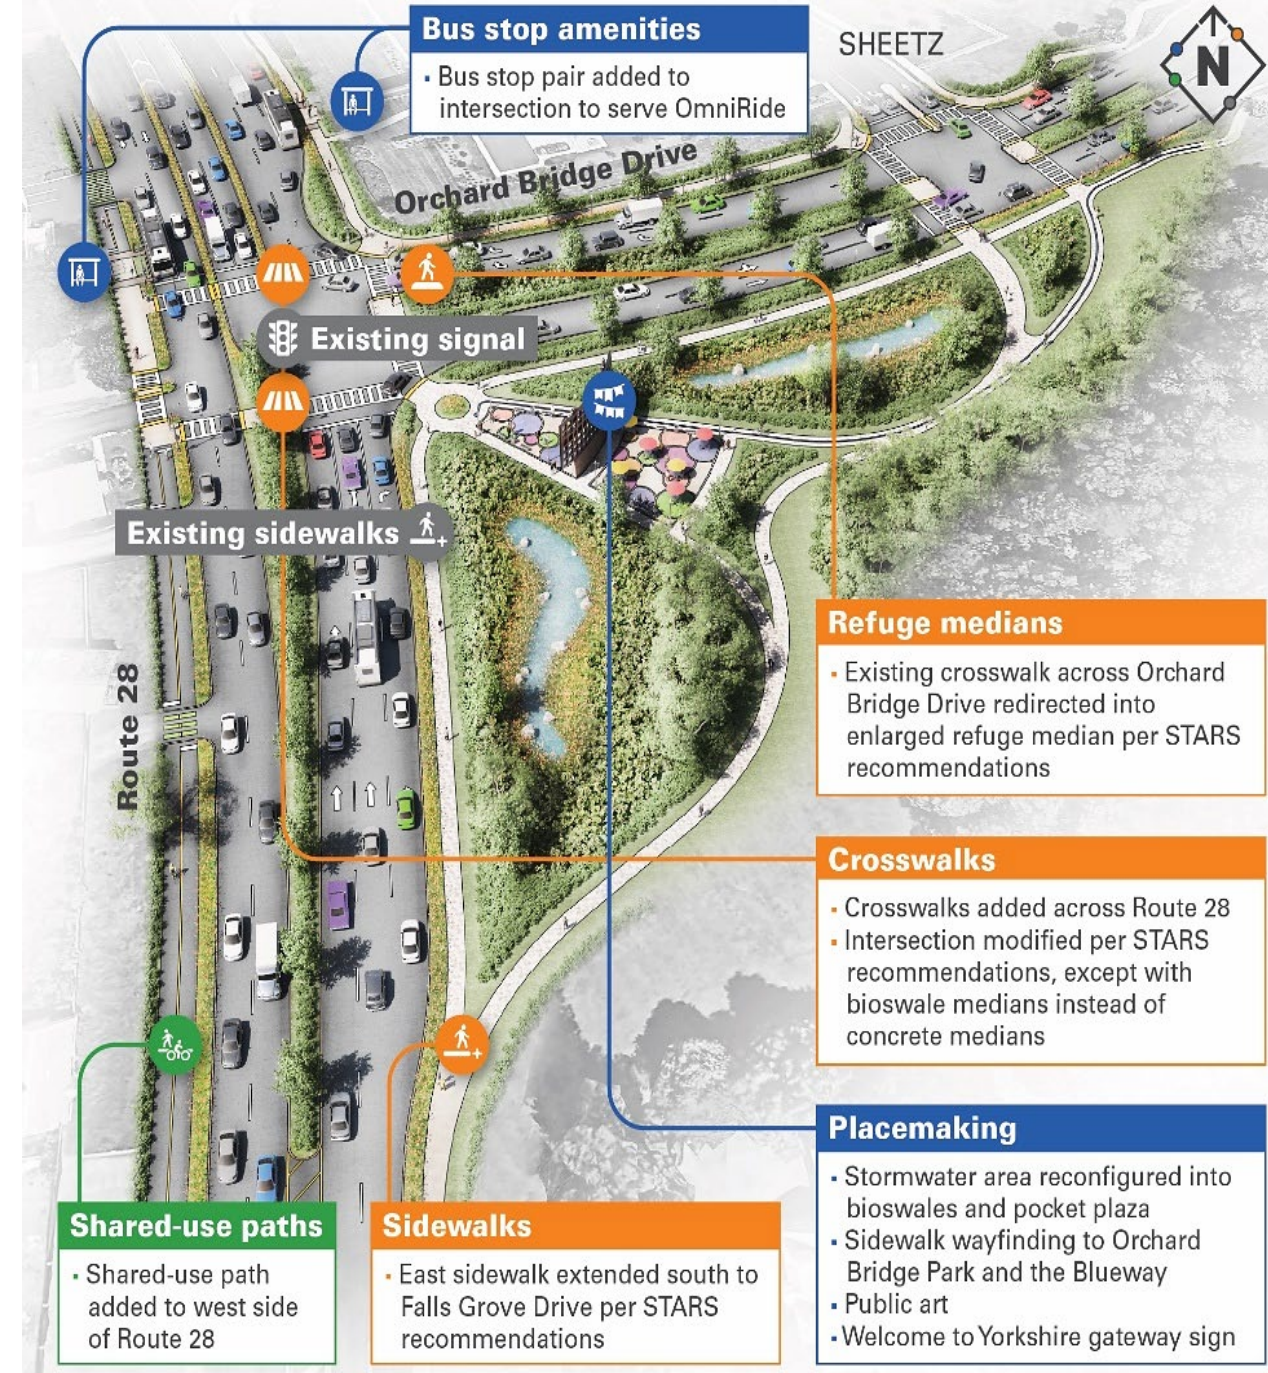 Bus stop amenities
· Bus stop pair added to
intersection to serve OmniRide
SHEETZ
N
Orchard Bridge Drive
Existing signal
Existing sidewalks
Route 28
Refuge medians
· Existing crosswalk across Orchard
Bridge Drive redirected into
enlarged refuge median per STARS
recommendations
Crosswalks
· Crosswalks added across Route 28
· Intersection modified per STARS
recommendations, except with
bioswale medians instead of
concrete medians
Placemaking
· Stormwater area reconfigured into
bioswales and pocket plaza
· Sidewalk wayfinding to Orchard
Bridge Park and the Blueway
· Public art
· Welcome to Yorkshire gateway sign
Shared-use paths
· Shared-use path
added to west side
of Route 28
Sidewalks
· East sidewalk extended south to
Falls Grove Drive per STARS
recommendations